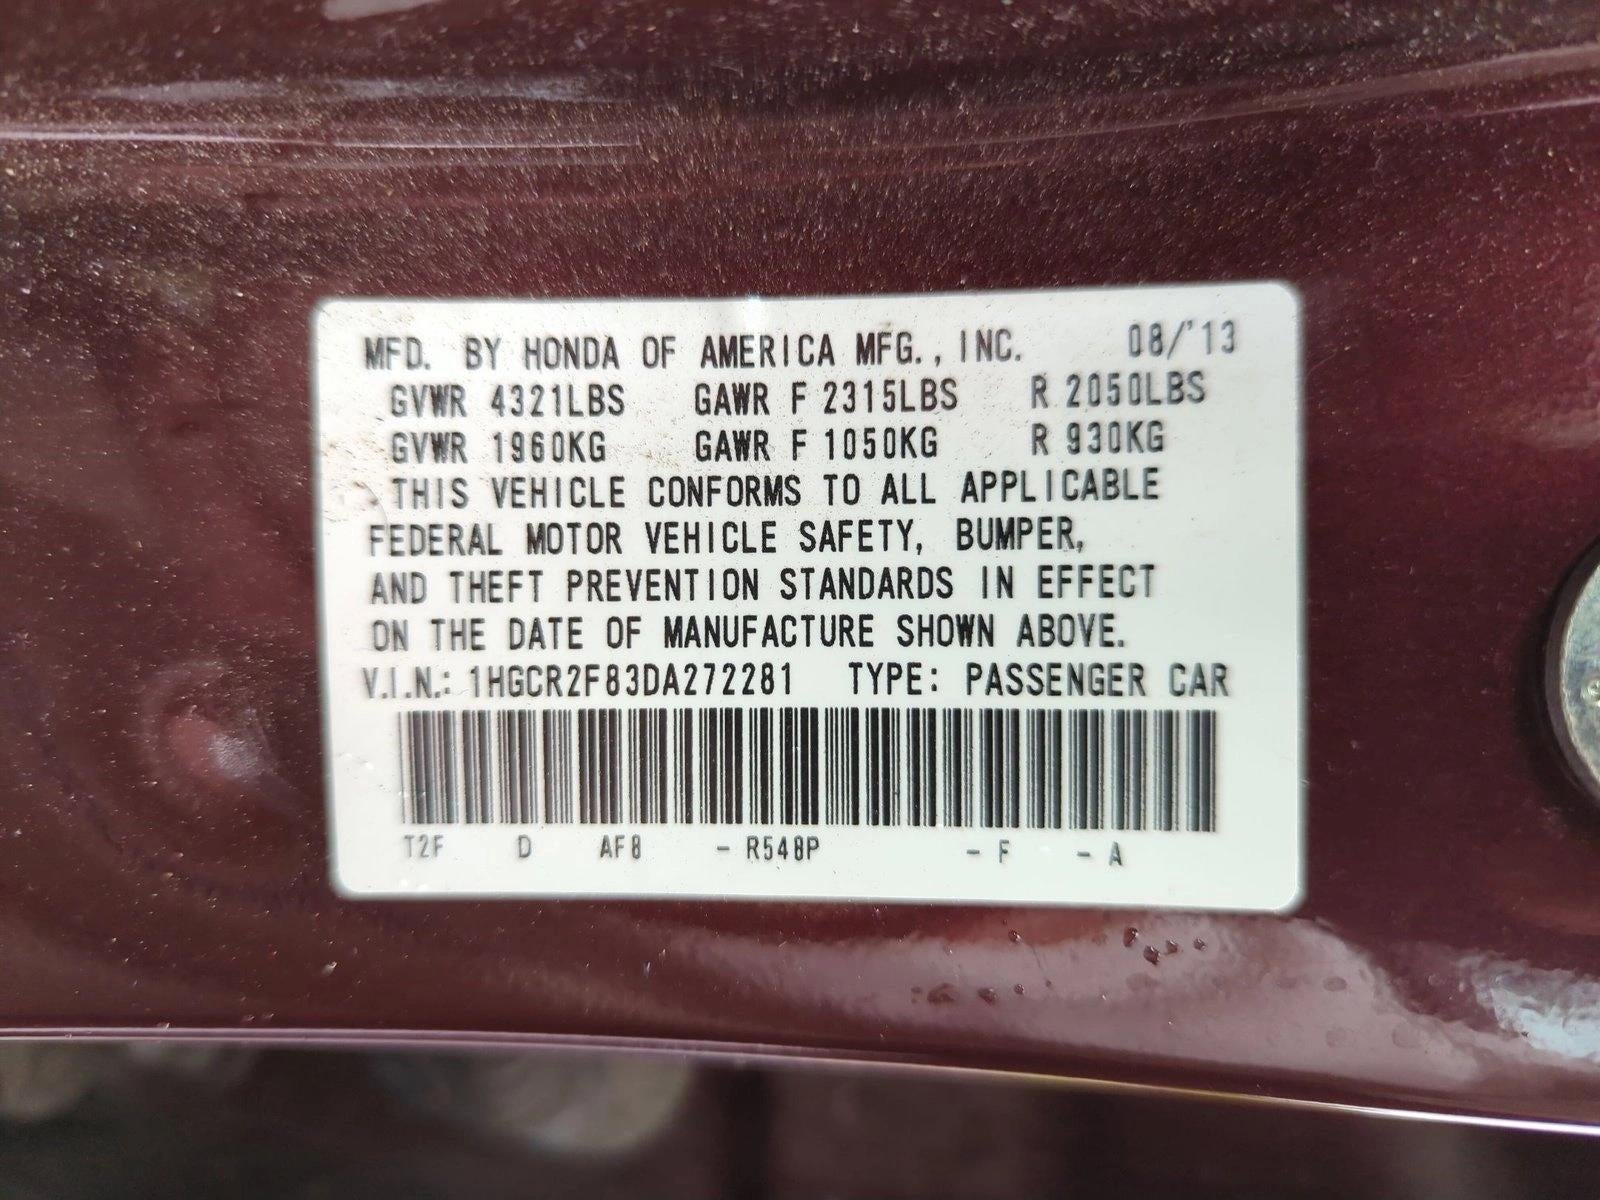 MFD. BY HONDA OF AMERICA MFG., INC. 08/'13
GVWR 4321LBS GAWR F 2315LBS R 2050LBS
GVWR 1960KG GAWR F 1050KG R 930KG
THIS VEHICLE CONFORMS TO ALL APPLICABLE
FEDERAL MOTOR VEHICLE SAFETY, BUMPER,
AND THEFT PREVENTION STANDARDS IN EFFECT
ON THE DATE OF MANUFACTURE SHOWN ABOVE.
V.I.N.: 1HGCR2F83DA272281 TYPE: PASSENGER CAR
T2F D AF8 - R548P - F - A